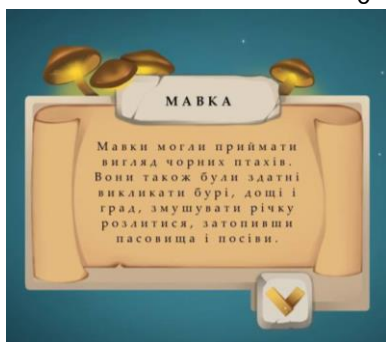 МАВКА
Мавки могли приймати
вигляд чорних птахів.
Вони також були здатні
викликати бурі, дощі і
град, змушувати річку
розлитися, затопивши
пасовища і посіви.